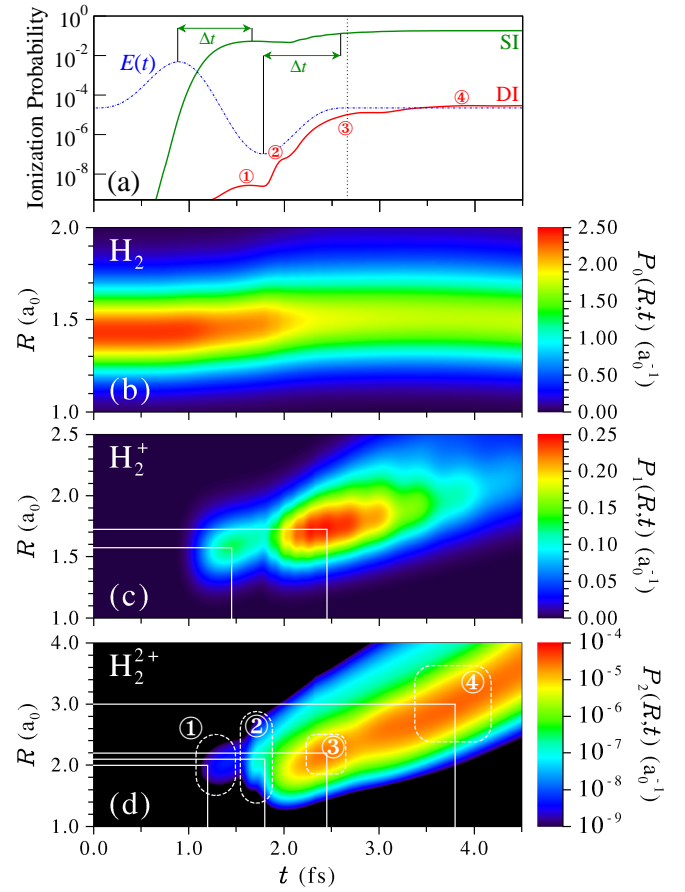 Ionization Probability
10⁰
10⁻²
10⁻⁴
10⁻⁶
10⁻⁸
Δt
SI
E(t)
Δt
DI
④
③
②
①
(a)
R (a₀)
2.0
1.5
1.0
H₂
(b)
2.50
2.00
1.50
1.00
0.50
0.00
P₀(R,t) (a₀⁻¹)
R (a₀)
2.5
2.0
1.5
1.0
H₂⁺
(c)
0.25
0.20
0.15
0.10
0.05
0.00
P₁(R,t) (a₀⁻¹)
R (a₀)
4.0
3.0
2.0
1.0
H₂²⁺
①
②
③
④
(d)
10⁻⁴
10⁻⁵
10⁻⁶
10⁻⁷
10⁻⁸
10⁻⁹
P₂(R,t) (a₀⁻¹)
0.0 1.0 2.0 3.0 4.0
t (fs)